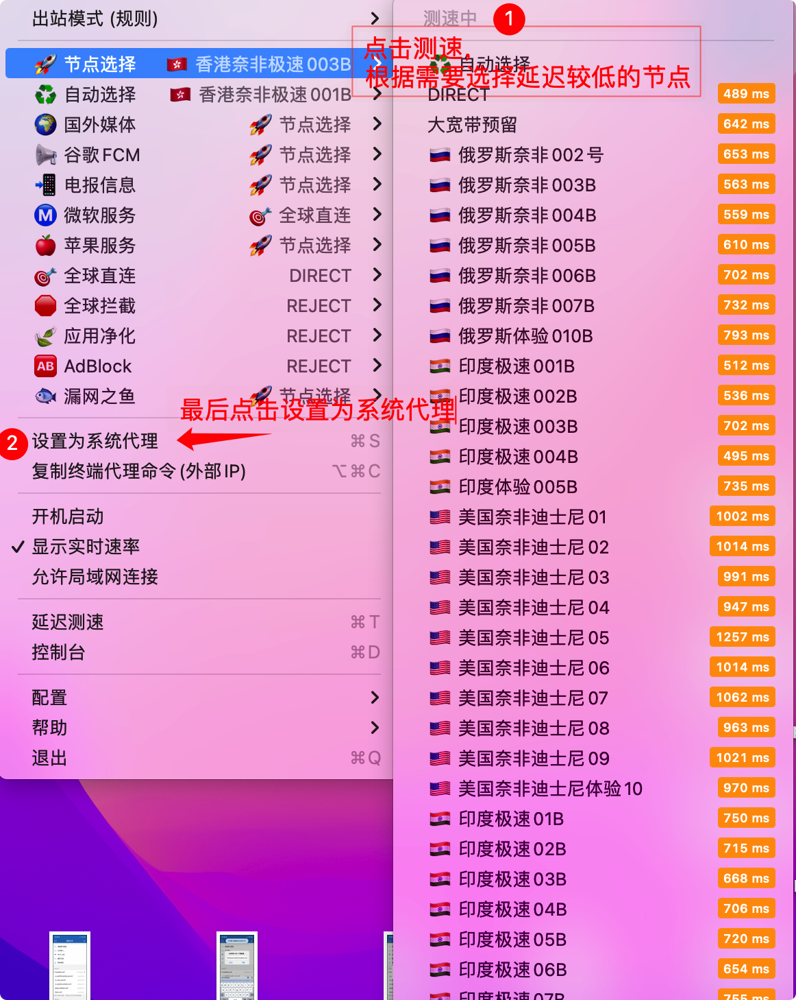 出站模式 (规则)
🚀 节点选择 🇭🇰 香港奈非极速003B
♻️ 自动选择 🇭🇰 香港奈非极速001B
🌍 国外媒体 🚀 节点选择
📢 谷歌FCM 🚀 节点选择
📲 电报信息 🚀 节点选择
Ⓜ️ 微软服务 🎯 全球直连
🍎 苹果服务 🚀 节点选择
🎯 全球直连 DIRECT
🛑 全球拦截 REJECT
🍃 应用净化 REJECT
🆎 AdBlock REJECT
🐟 漏网之鱼 🚀 节点选择
最后点击设置为系统代理
2
设置为系统代理 ⌘S
复制终端代理命令(外部IP) ⌥⌘C
开机启动
✓ 显示实时速率
允许局域网连接
延迟测速 ⌘T
控制台 ⌘D
配置
帮助
退出 ⌘Q
测速中
1
点击测速,
根据需要选择延迟较低的节点
♻️ 自动选择
DIRECT 489 ms
大宽带预留 642 ms
🇷🇺 俄罗斯奈非002号 653 ms
🇷🇺 俄罗斯奈非003B 563 ms
🇷🇺 俄罗斯奈非004B 559 ms
🇷🇺 俄罗斯奈非005B 610 ms
🇷🇺 俄罗斯奈非006B 702 ms
🇷🇺 俄罗斯奈非007B 732 ms
🇷🇺 俄罗斯体验010B 793 ms
🇮🇳 印度极速001B 512 ms
🇮🇳 印度极速002B 536 ms
🇮🇳 印度极速003B 702 ms
🇮🇳 印度极速004B 495 ms
🇮🇳 印度体验005B 735 ms
🇺🇸 美国奈非迪士尼01 1002 ms
🇺🇸 美国奈非迪士尼02 1014 ms
🇺🇸 美国奈非迪士尼03 991 ms
🇺🇸 美国奈非迪士尼04 947 ms
🇺🇸 美国奈非迪士尼05 1257 ms
🇺🇸 美国奈非迪士尼06 1014 ms
🇺🇸 美国奈非迪士尼07 1062 ms
🇺🇸 美国奈非迪士尼08 963 ms
🇺🇸 美国奈非迪士尼09 1021 ms
🇺🇸 美国奈非迪士尼体验10 970 ms
🇮🇳 印度极速01B 750 ms
🇮🇳 印度极速02B 715 ms
🇮🇳 印度极速03B 668 ms
🇮🇳 印度极速04B 706 ms
🇮🇳 印度极速05B 720 ms
🇮🇳 印度极速06B 654 ms
🇮🇳 印度极速07B 755 ms